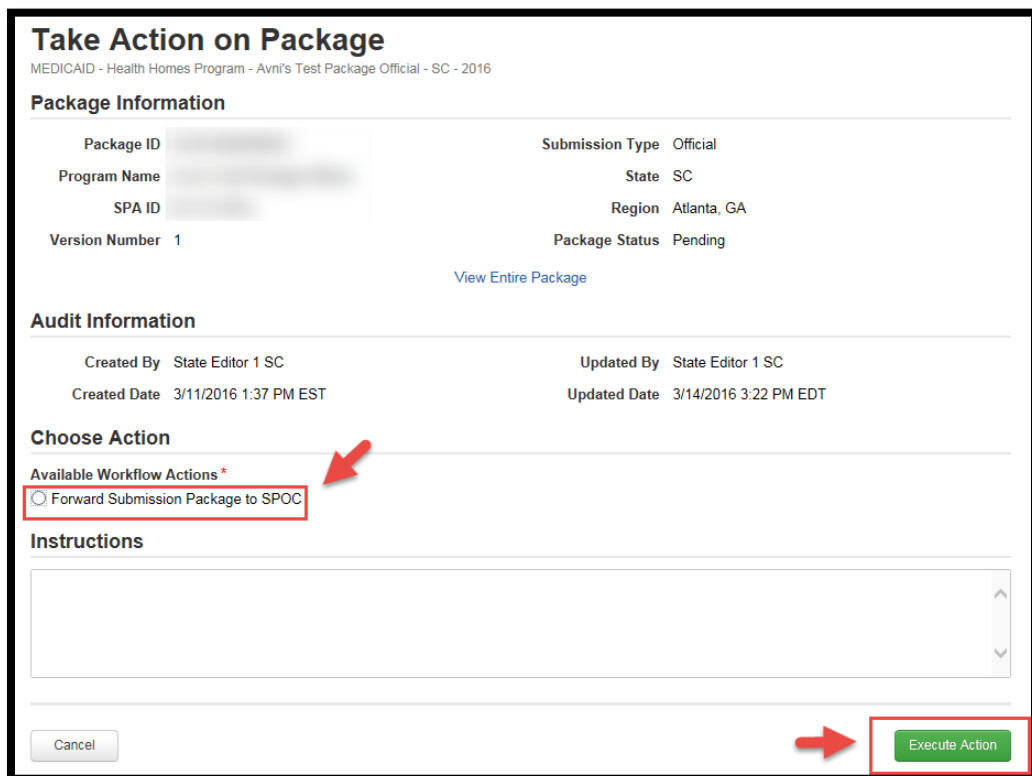 Take Action on Package
MEDICAID - Health Homes Program - Avni's Test Package Official - SC - 2016
Package Information
Package ID
Submission Type Official
Program Name
State SC
SPA ID
Region Atlanta, GA
Version Number 1
Package Status Pending
View Entire Package
Audit Information
Created By State Editor 1 SC
Updated By State Editor 1 SC
Created Date 3/11/2016 1:37 PM EST
Updated Date 3/14/2016 3:22 PM EDT
Choose Action
Available Workflow Actions *
Forward Submission Package to SPOC
Instructions
Cancel
Execute Action